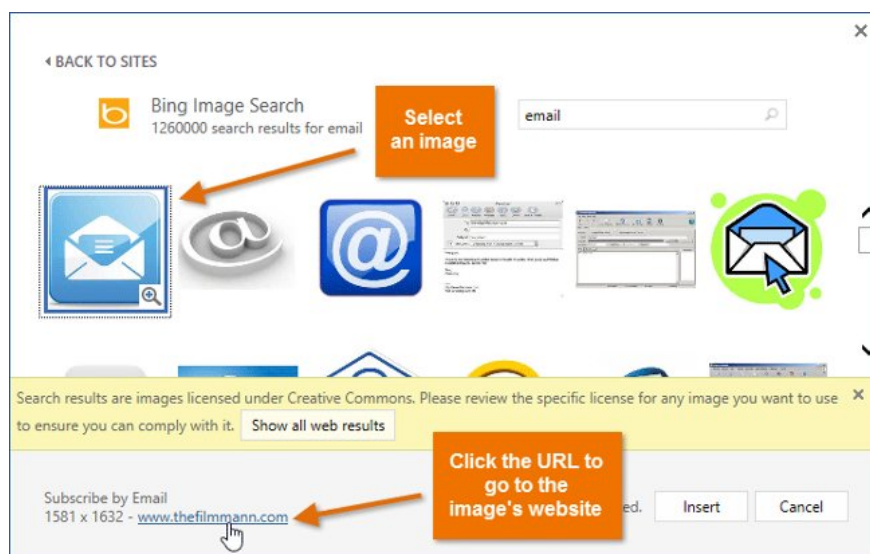 BACK TO SITES
Bing Image Search
1260000 search results for email
Select
an image
email
Search results are images licensed under Creative Commons. Please review the specific license for any image you want to use
to ensure you can comply with it. Show all web results
Click the URL to
go to the
image's website
Subscribe by Email
1581 x 1632 - www.thefilmmann.com
ed.
Insert
Cancel